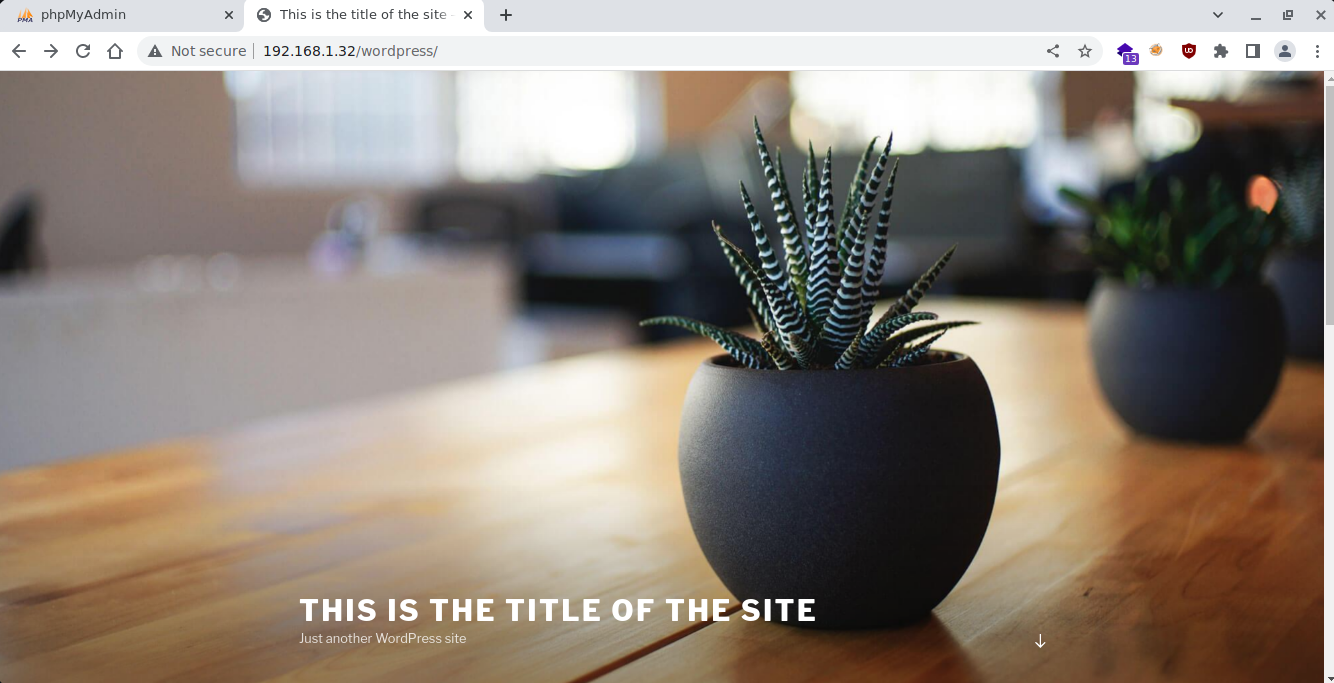 phpMyAdmin
This is the title of the site -
Not secure 192.168.1.32/wordpress/
13
THIS IS THE TITLE OF THE SITE
Just another WordPress site